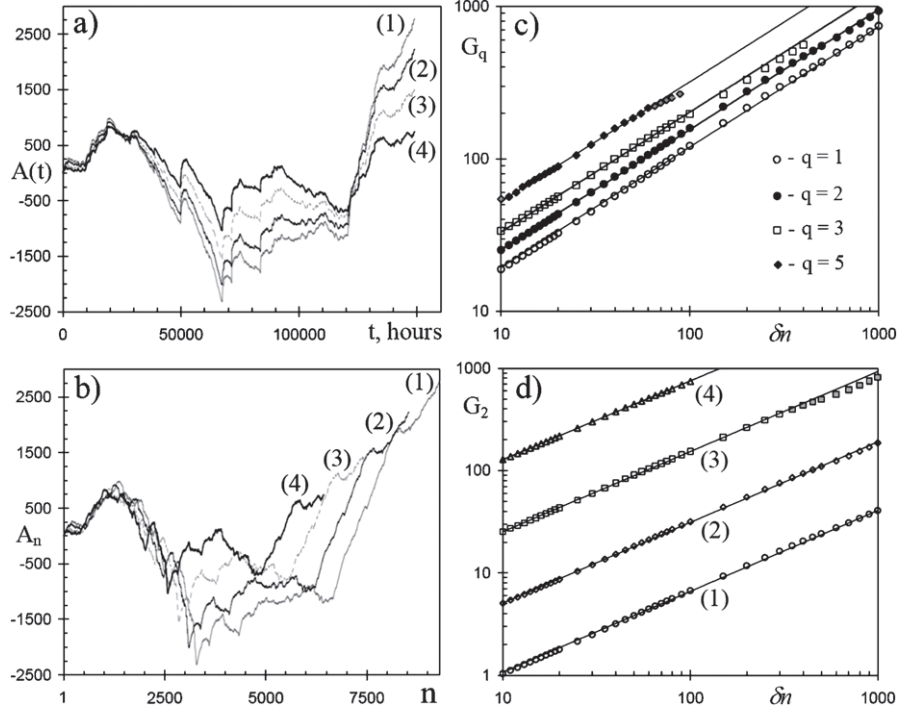 a)
2500
1500
500
A(t)
-500
-1500
-2500
0
50000
100000
t, hours
(1)
(2)
(3)
(4)
c)
1000
G_q
100
10
10
100
1000
δn
- q = 1
- q = 2
- q = 3
- q = 5
b)
2500
1500
500
A_n
-500
-1500
-2500
1
2500
5000
7500
n
(1)
(2)
(3)
(4)
d)
1000
G_2
100
10
1
10
100
1000
δn
(4)
(3)
(2)
(1)